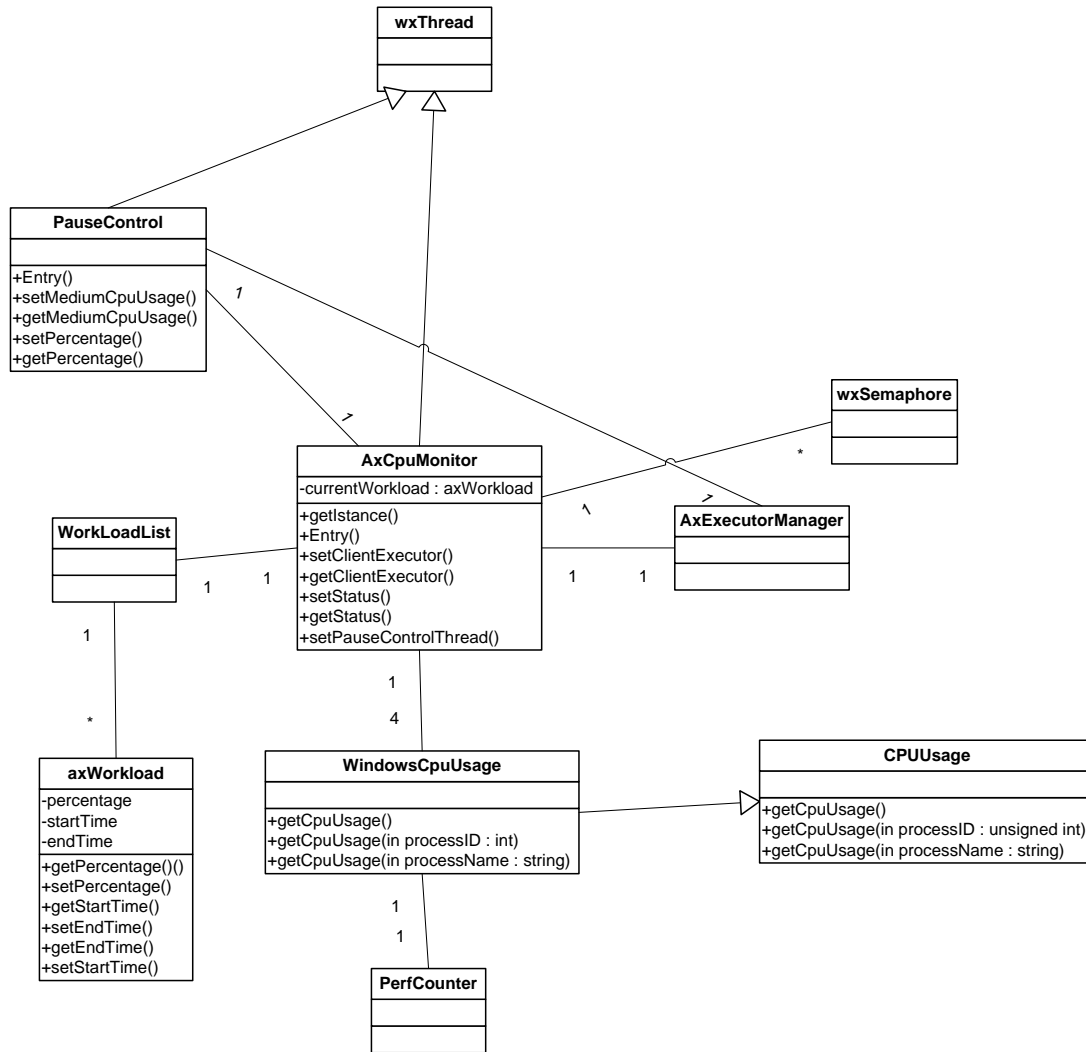 wxThread
PauseControl
+Entry()
+setMediumCpuUsage()
+getMediumCpuUsage()
+setPercentage()
+getPercentage()
1
1
wxSemaphore
*
1
1
AxCpuMonitor
-currentWorkload : axWorkload
+getIstance()
+Entry()
+setClientExecutor()
+getClientExecutor()
+setStatus()
+getStatus()
+setPauseControlThread()
AxExecutorManager
1
1
WorkLoadList
1
1
1
*
1
4
axWorkload
-percentage
-startTime
-endTime
+getPercentage()()
+setPercentage()
+getStartTime()
+setEndTime()
+getEndTime()
+setStartTime()
WindowsCpuUsage
+getCpuUsage()
+getCpuUsage(in processID : int)
+getCpuUsage(in processName : string)
CPUUsage
+getCpuUsage()
+getCpuUsage(in processID : unsigned int)
+getCpuUsage(in processName : string)
1
1
PerfCounter